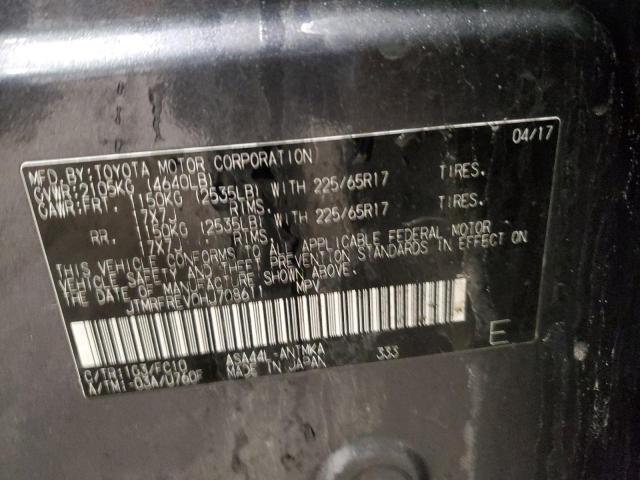 MFD.BY:TOYOTA MOTOR CORPORATION 04/17
GVWR:2105KG (4640LB)
GAWR:FRT. 1150KG (2535LB) WITH 225/65R17 TIRES,
17X7J RIMS,
RR. 1150KG (2535LB) WITH 225/65R17 TIRES,
17X7J RIMS,
THIS VEHICLE CONFORMS TO ALL APPLICABLE FEDERAL MOTOR
VEHICLE SAFETY AND THEFT PREVENTION STANDARDS IN EFFECT ON
THE DATE OF MANUFACTURE SHOWN ABOVE.
JTMRFREV0HJ708611 MPV
C/TR:1G3/FC10 ASA44L-ANTMKA 333 E
A/TM:-03A/U760F MADE IN JAPAN